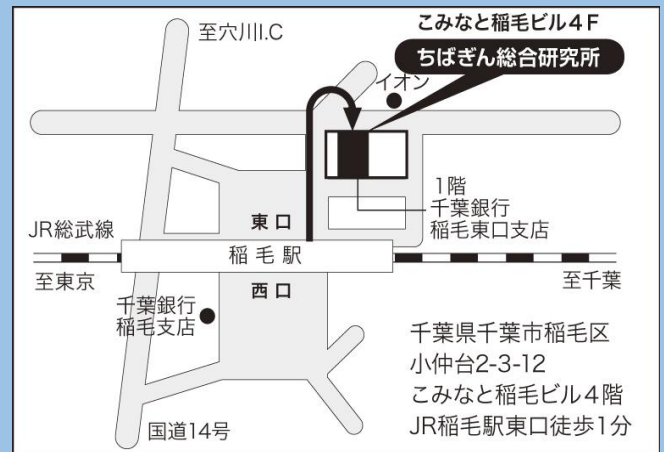 至穴川I.C
こみなと稲毛ビル4F
ちばぎん総合研究所
イオン
1階
千葉銀行
稲毛東口支店
東口
JR総武線
稲毛駅
至東京
西口
至千葉
千葉銀行
稲毛支店
国道14号
千葉県千葉市稲毛区
小仲台2-3-12
こみなと稲毛ビル4階
JR稲毛駅東口徒歩1分